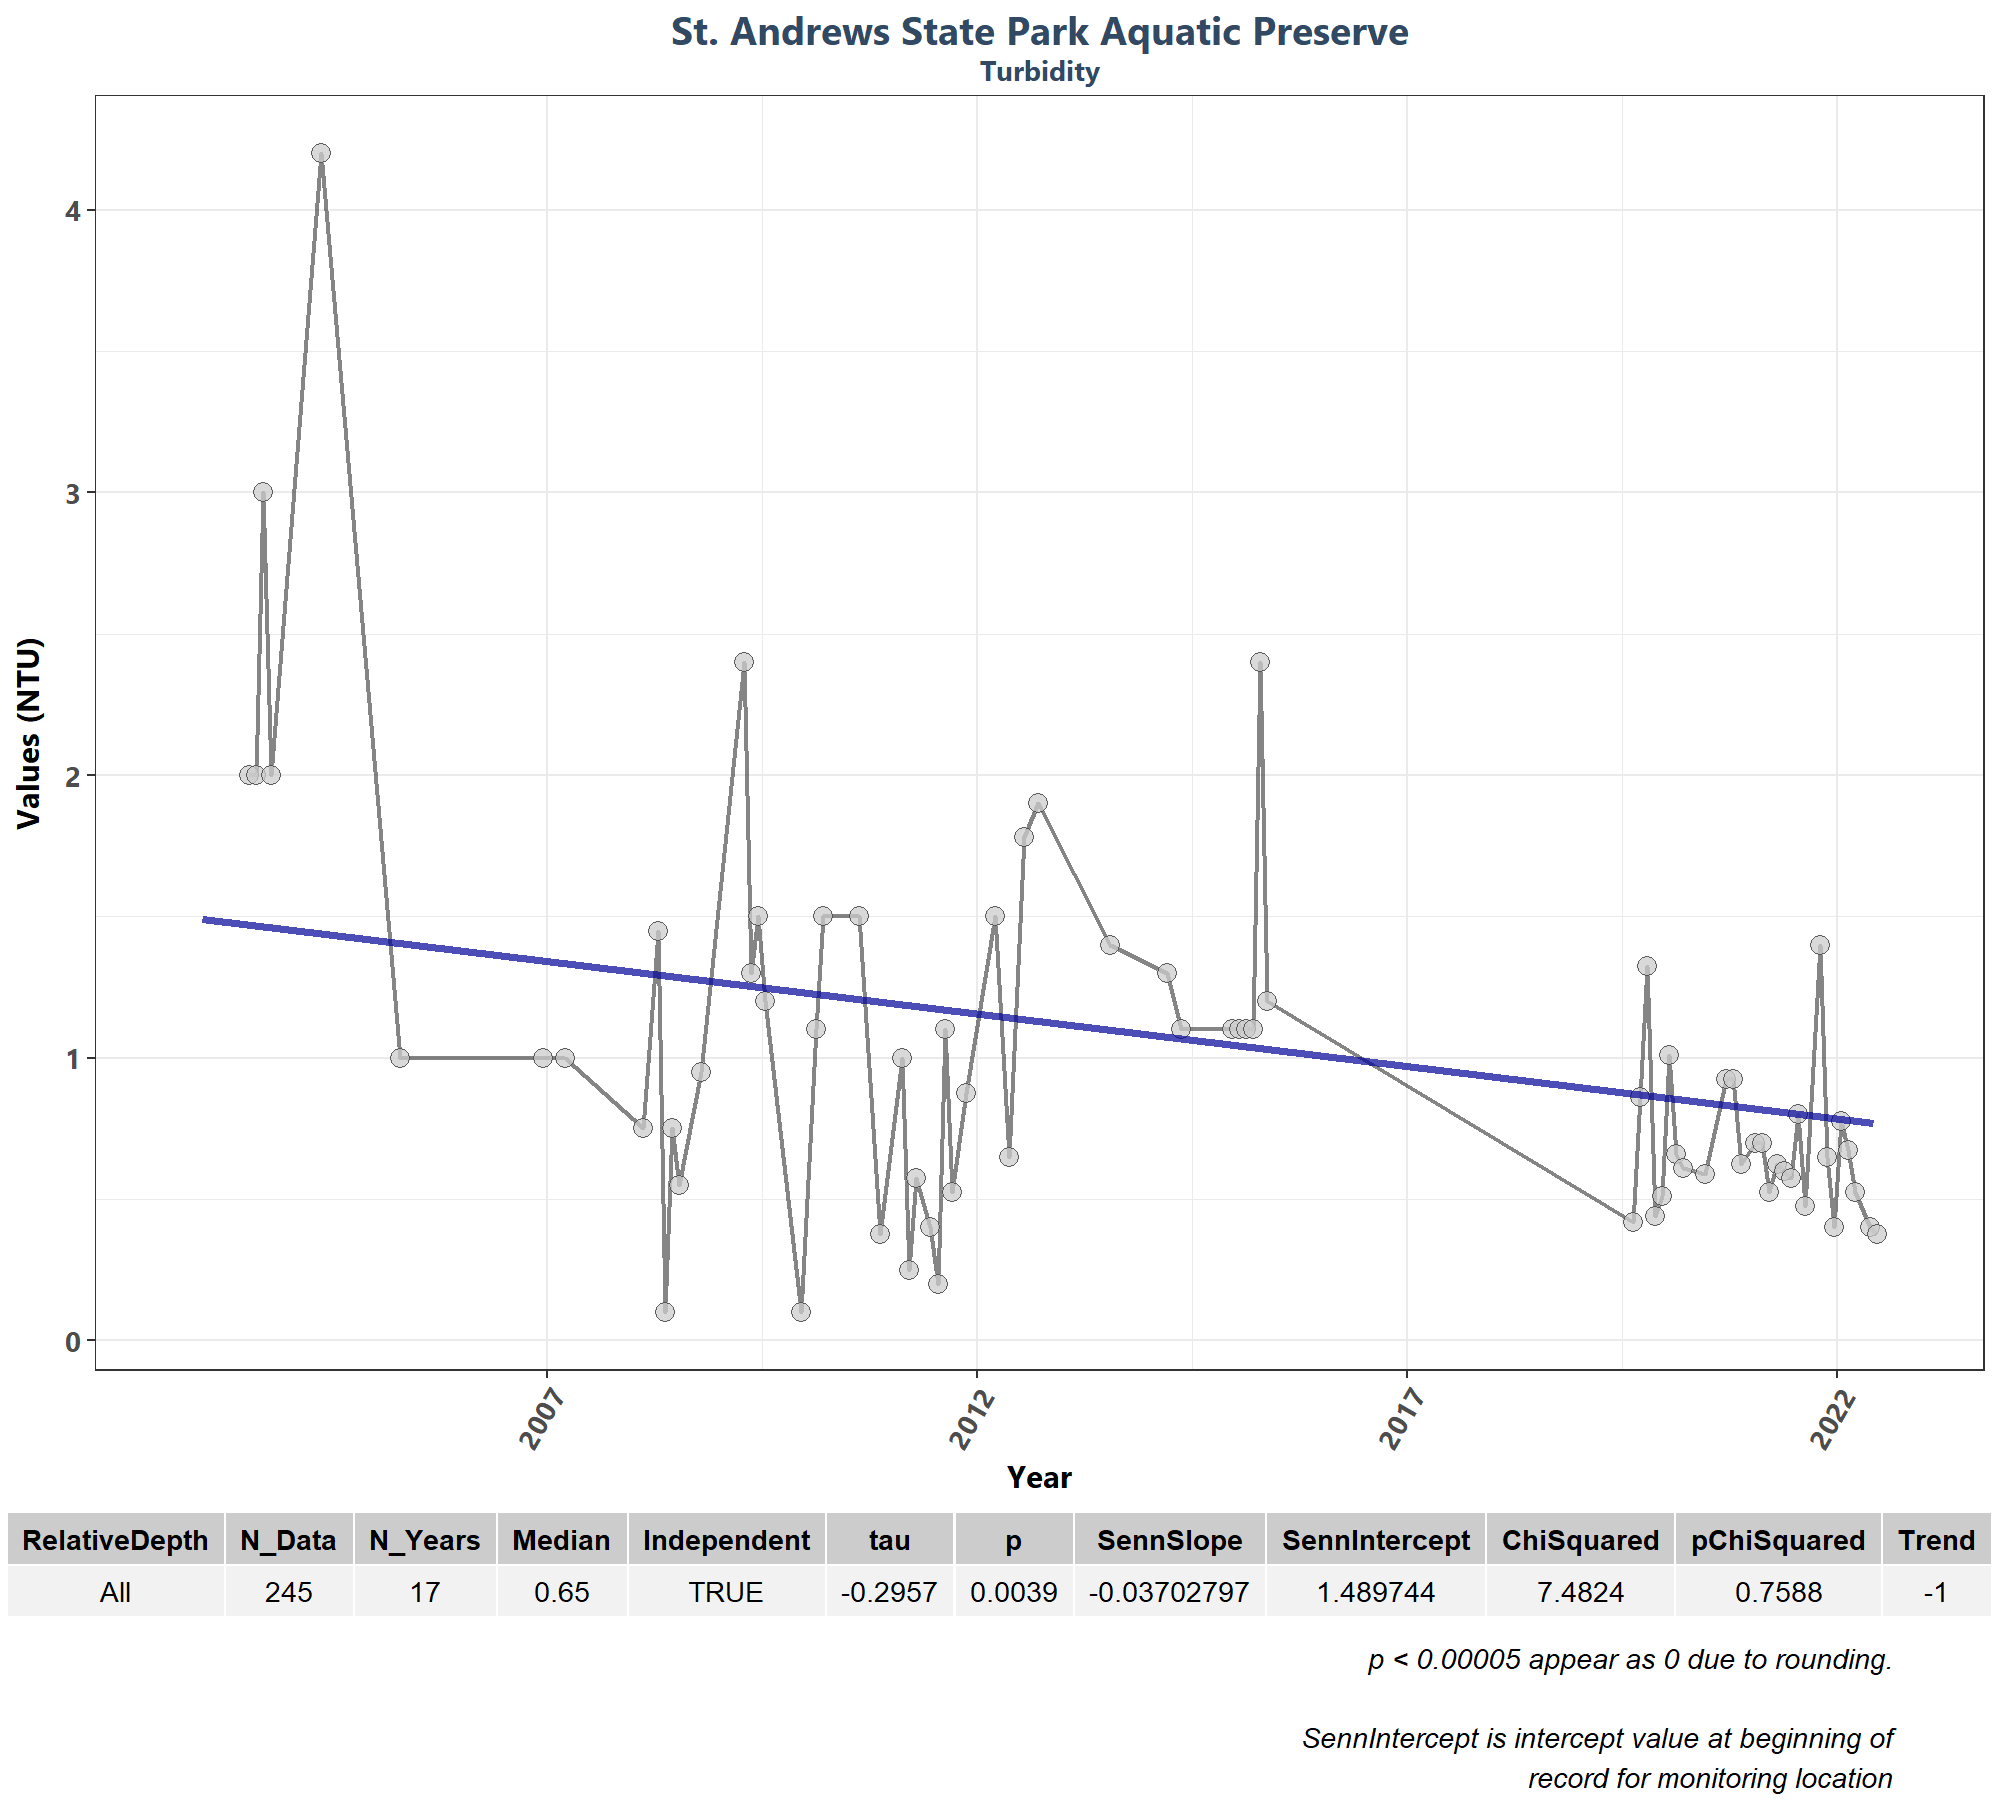 St. Andrews State Park Aquatic Preserve
Turbidity
Values (NTU)
4
3
2
1
0
2007
2012
2017
2022
Year
RelativeDepth N_Data N_Years Median Independent tau p SennSlope SennIntercept ChiSquared pChiSquared Trend
All 245 17 0.65 TRUE -0.2957 0.0039 -0.03702797 1.489744 7.4824 0.7588 -1
p < 0.00005 appear as 0 due to rounding.
SennIntercept is intercept value at beginning of
record for monitoring location